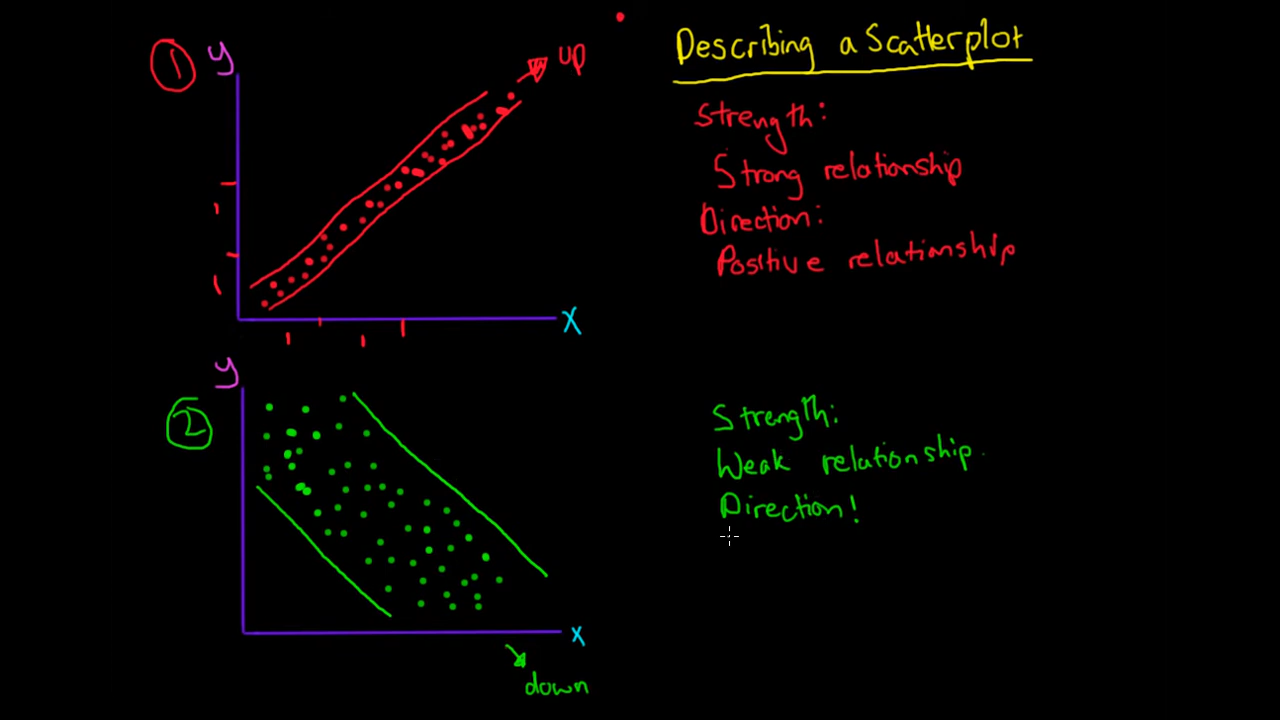 Describing a Scatterplot
① y
up
Strength:
Strong relationship
Direction:
Positive relationship
x
y
②
Strength:
Weak relationship.
Direction!
x
down